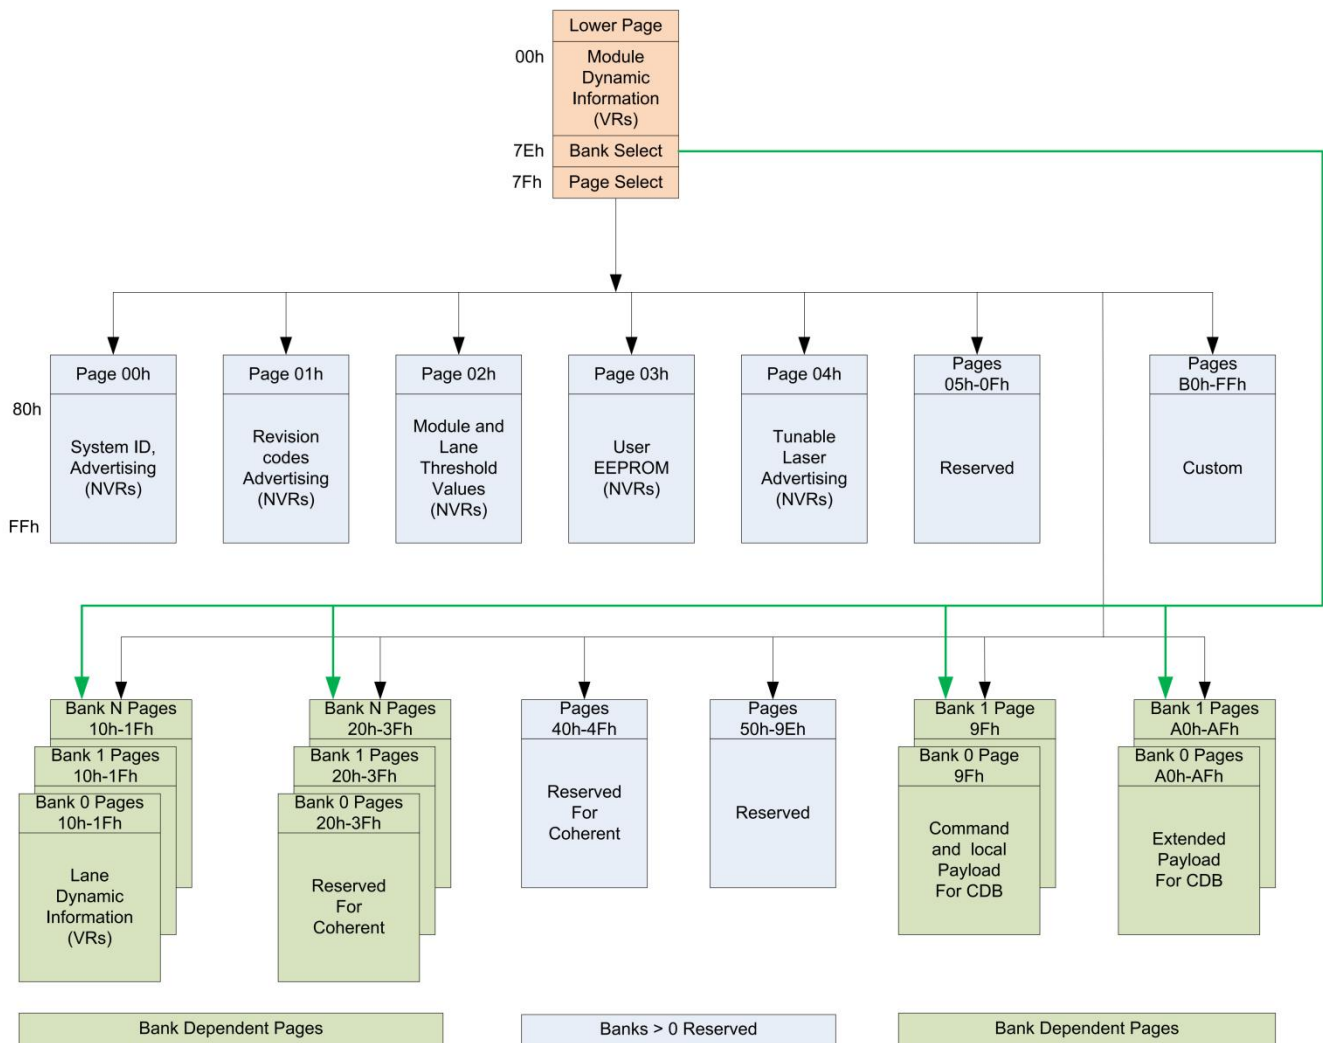 Lower Page
00h
Module
Dynamic
Information
(VRs)
7Eh
Bank Select
7Fh
Page Select
Page 00h
80h
System ID,
Advertising
(NVRs)
FFh
Page 01h
Revision
codes
Advertising
(NVRs)
Page 02h
Module and
Lane
Threshold
Values
(NVRs)
Page 03h
User
EEPROM
(NVRs)
Page 04h
Tunable
Laser
Advertising
(NVRs)
Pages
05h-0Fh
Reserved
Pages
B0h-FFh
Custom
Bank N Pages
10h-1Fh
Bank 1 Pages
10h-1Fh
Bank 0 Pages
10h-1Fh
Lane
Dynamic
Information
(VRs)
Bank N Pages
20h-3Fh
Bank 1 Pages
20h-3Fh
Bank 0 Pages
20h-3Fh
Reserved
For
Coherent
Pages
40h-4Fh
Reserved
For
Coherent
Pages
50h-9Eh
Reserved
Bank 1 Page
9Fh
Bank 0 Page
9Fh
Command
and local
Payload
For CDB
Bank 1 Pages
A0h-AFh
Bank 0 Pages
A0h-AFh
Extended
Payload
For CDB
Bank Dependent Pages
Banks > 0 Reserved
Bank Dependent Pages